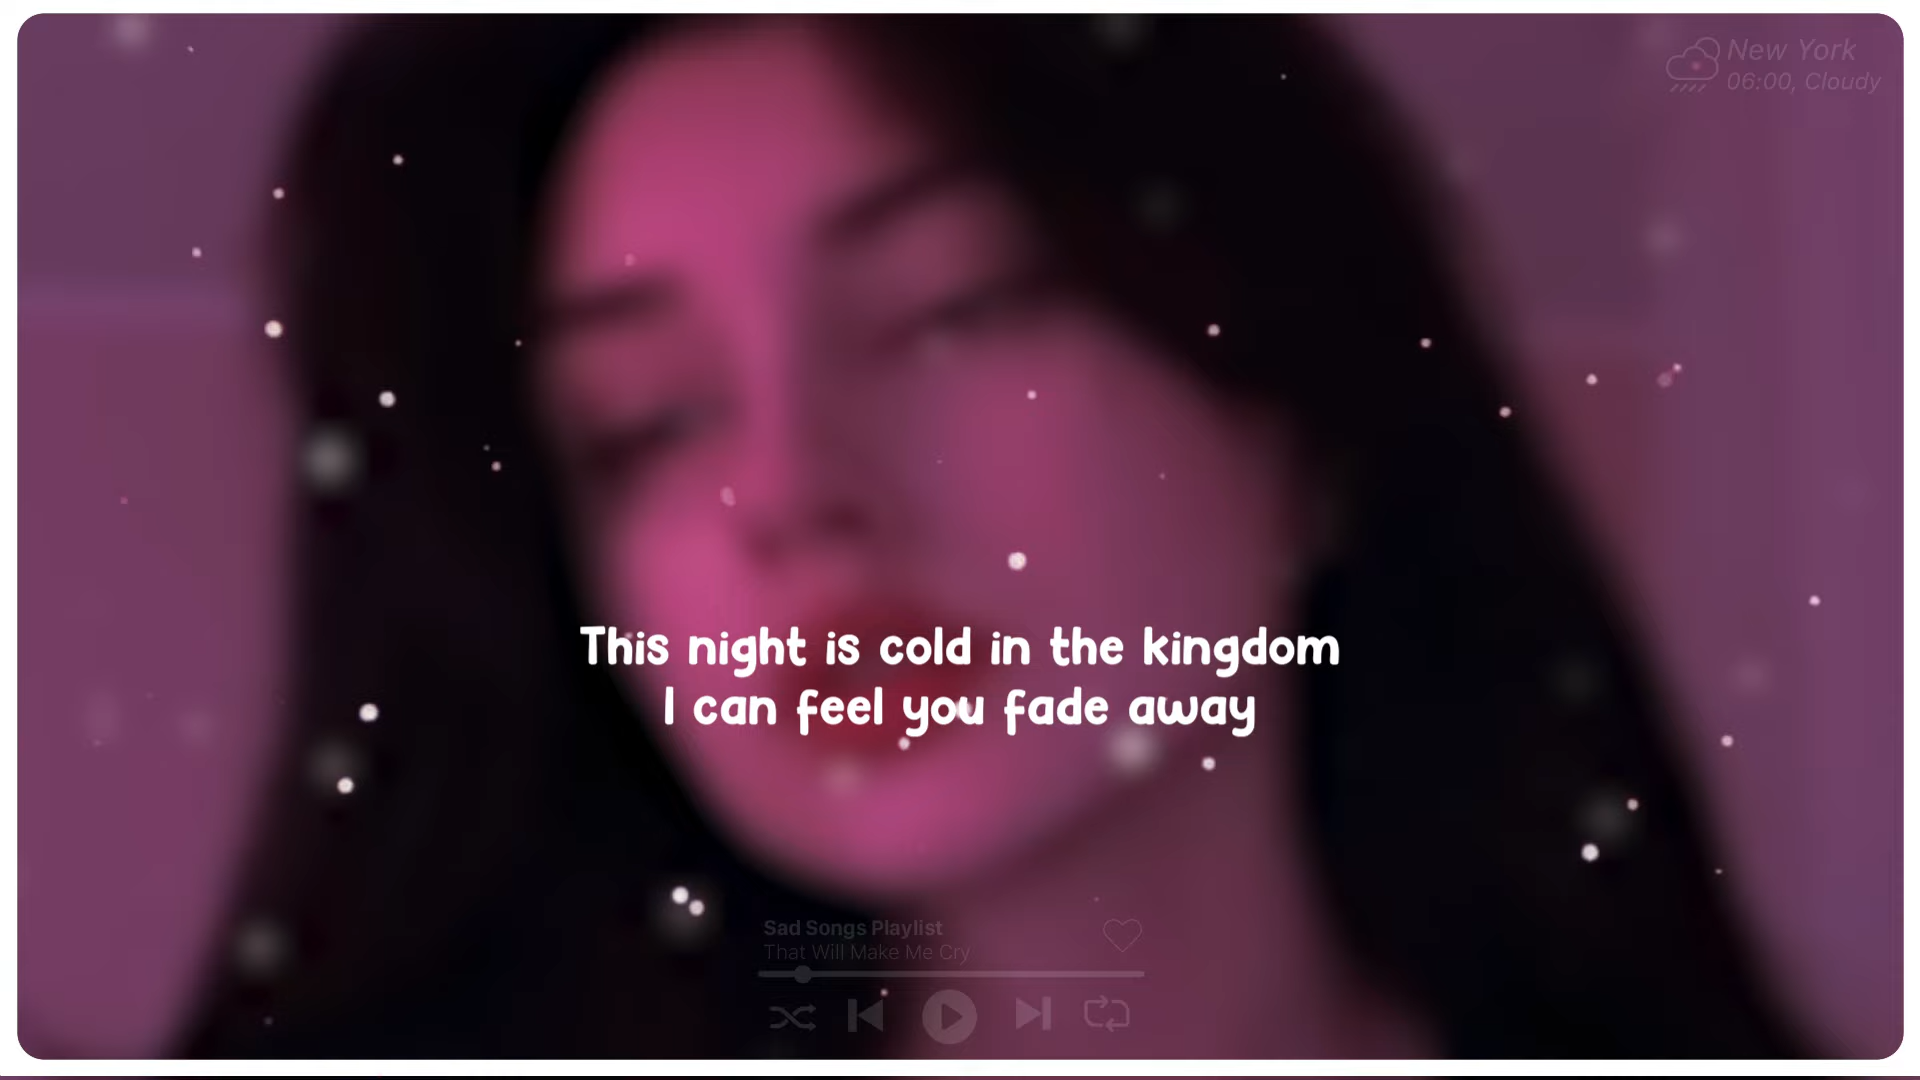 New York
06:00, Cloudy
This night is cold in the kingdom
I can feel you fade away
Sad Songs Playlist
That Will Make Me Cry